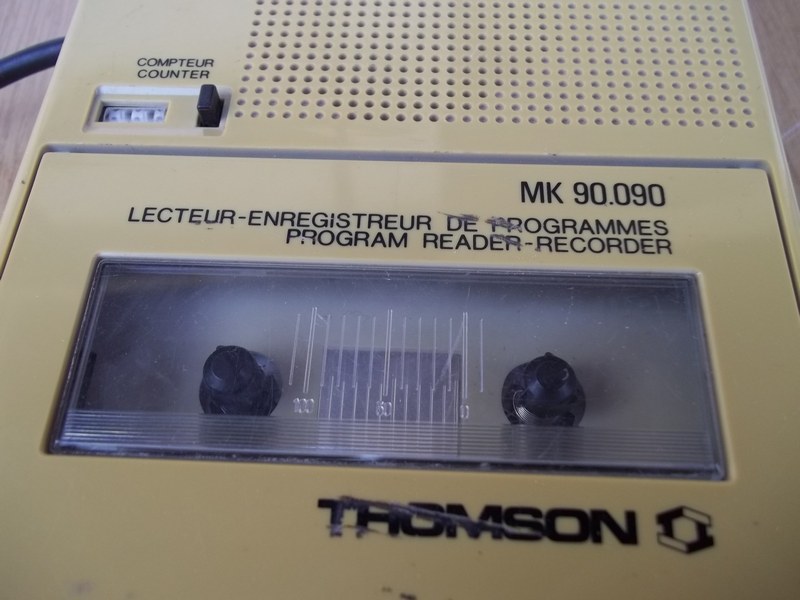 COMPTEUR
COUNTER
MK 90.090
LECTEUR-ENREGISTREUR DE PROGRAMMES
PROGRAM READER-RECORDER
100 50 0
THOMSON